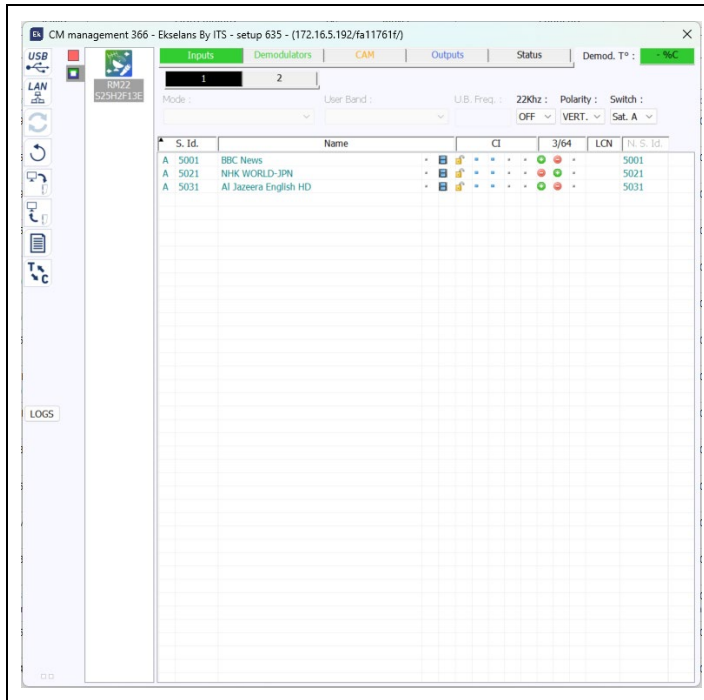 Ek CM management 366 - Ekselans By ITS - setup 635 - (172.16.5.192/fa11761f/)
USB
LAN
RM22
S25H2F13E
Inputs Demodulators CAM Outputs Status Demod. Tº : - %C
1 2
Mode : User Band : U.B. Freq. : 22Khz : Polarity : Switch :
OFF VERT. Sat. A
S. Id. Name CI 3/64 LCN N. S. Id.
A 5001 BBC News 5001
A 5021 NHK WORLD-JPN 5021
A 5031 Al Jazeera English HD 5031
T C
LOGS